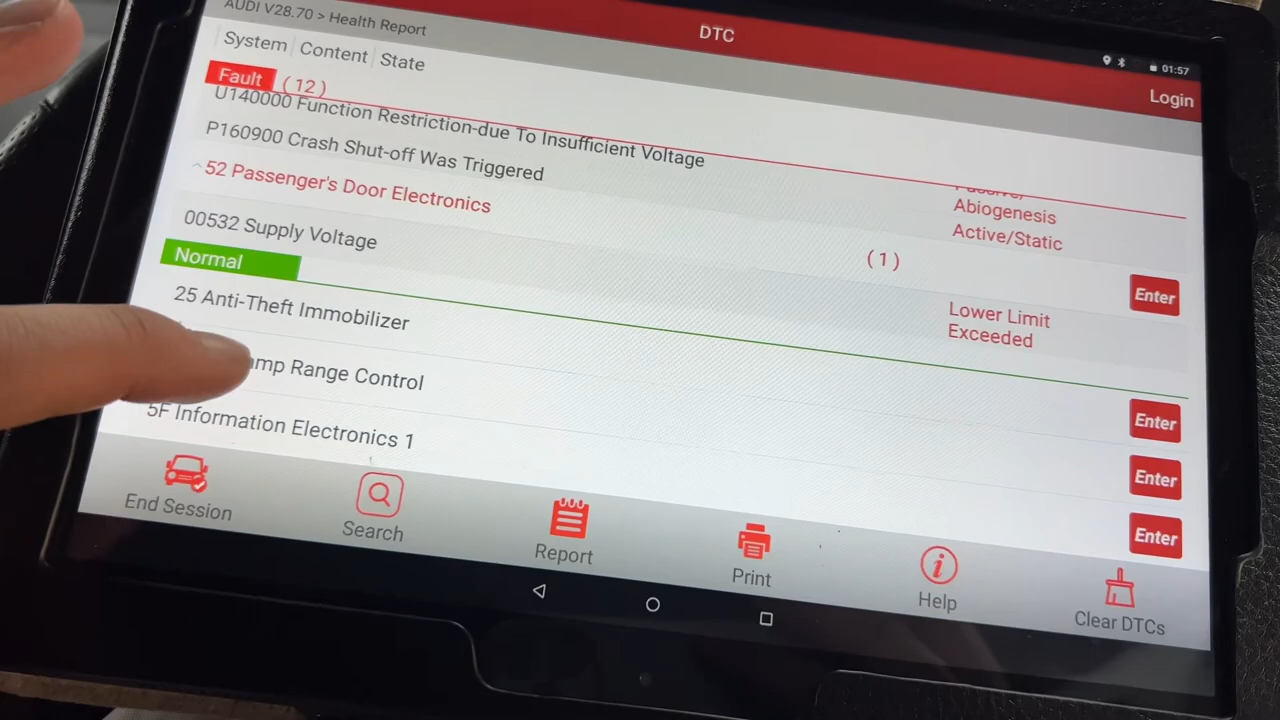 AUDI V28.70 > Health Report
DTC
01:57
Login
System Content State
Fault (12)
U140000 Function Restriction-due To Insufficient Voltage
Passive/
Abiogenesis
P160900 Crash Shut-off Was Triggered
Active/Static
52 Passenger's Door Electronics
(1)
Enter
00532 Supply Voltage
Lower Limit
Exceeded
Normal
25 Anti-Theft Immobilizer
Enter
amp Range Control
Enter
5F Information Electronics 1
Enter
End Session
Search
Report
Print
Help
Clear DTCs